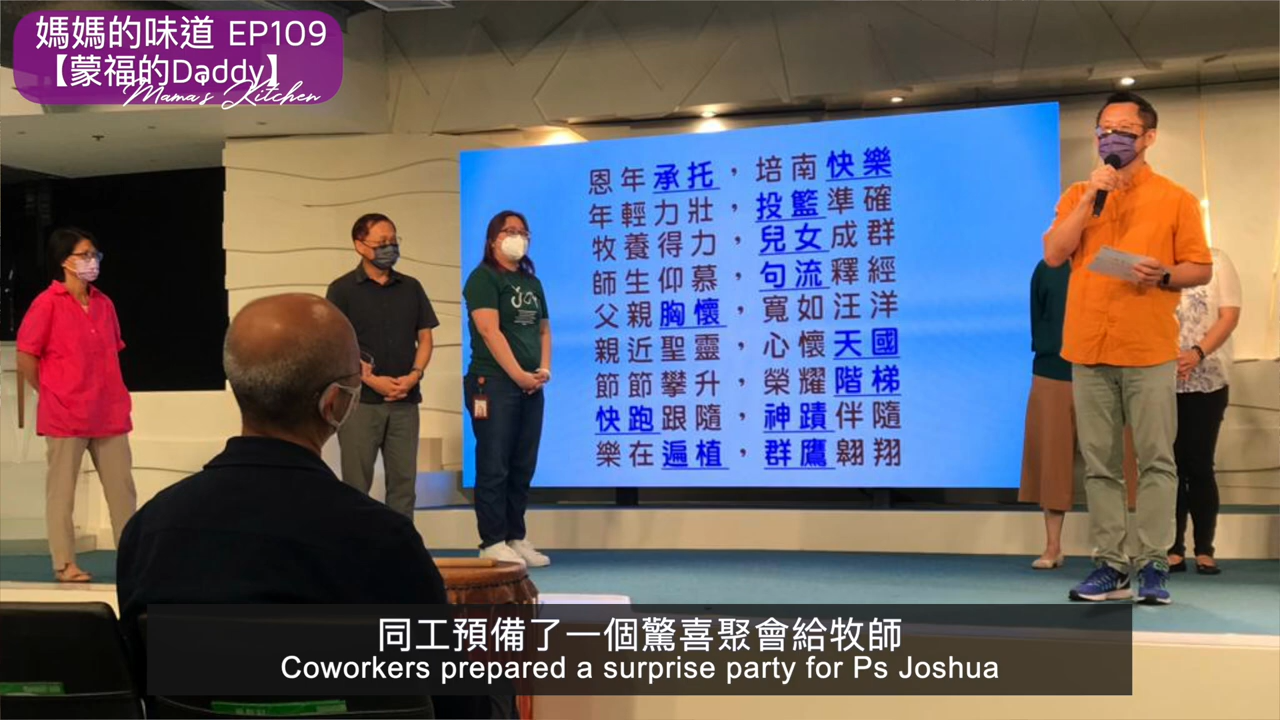 媽媽的味道 EP109
【蒙福的Daddy】
Mama's Kitchen
恩年承托，培南快樂
年輕力壯，投籃準確
牧養得力，兒女成群
師生仰慕，句流釋經
父親胸懷，寬如汪洋
親近聖靈，心懷天國
節節攀升，榮耀階梯
快跑跟隨，神蹟伴隨
樂在遍植，群鷹翱翔
同工預備了一個驚喜聚會給牧師
Coworkers prepared a surprise party for Ps Joshua